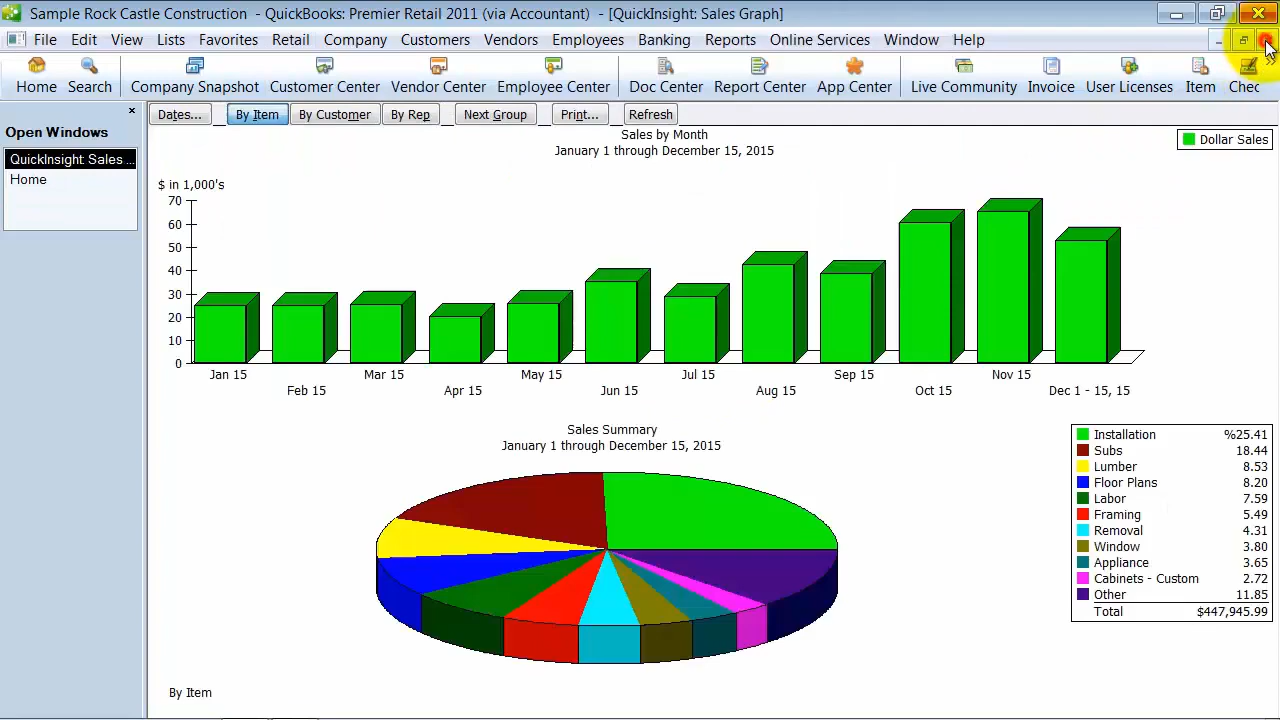 Sample Rock Castle Construction - QuickBooks: Premier Retail 2011 (via Accountant) - [QuickInsight: Sales Graph]
File Edit View Lists Favorites Retail Company Customers Vendors Employees Banking Reports Online Services Window Help
Home Search Company Snapshot Customer Center Vendor Center Employee Center Doc Center Report Center App Center Live Community Invoice User Licenses Item Chec
Open Windows
QuickInsight: Sales ...
Home
Dates... By Item By Customer By Rep Next Group Print... Refresh
Sales by Month
January 1 through December 15, 2015
Dollar Sales
$ in 1,000's
70
60
50
40
30
20
10
0
Jan 15 Mar 15 May 15 Jul 15 Sep 15 Nov 15
Feb 15 Apr 15 Jun 15 Aug 15 Oct 15 Dec 1 - 15, 15
Sales Summary
January 1 through December 15, 2015
Installation %25.41
Subs 18.44
Lumber 8.53
Floor Plans 8.20
Labor 7.59
Framing 5.49
Removal 4.31
Window 3.80
Appliance 3.65
Cabinets - Custom 2.72
Other 11.85
Total $447,945.99
By Item